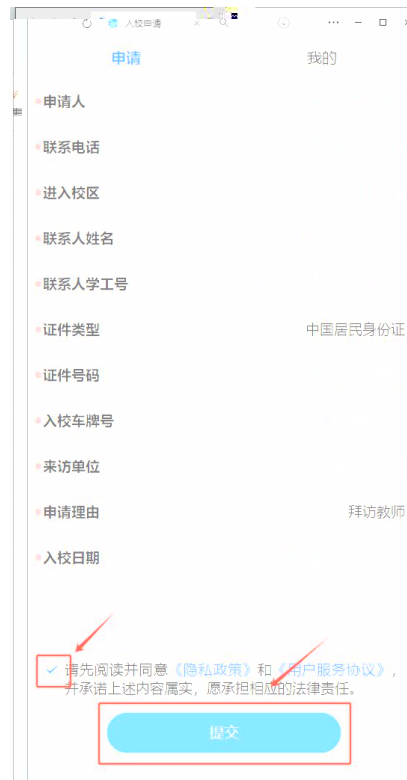 入校申请
申请
我的
*申请人
*联系电话
*进入校区
*联系人姓名
*联系人学工号
*证件类型 中国居民身份证
*证件号码
*入校车牌号
*来访单位
*申请理由 拜访教师
*入校日期
请先阅读并同意《隐私政策》和《用户服务协议》，
并承诺上述内容属实，愿承担相应的法律责任。
提交